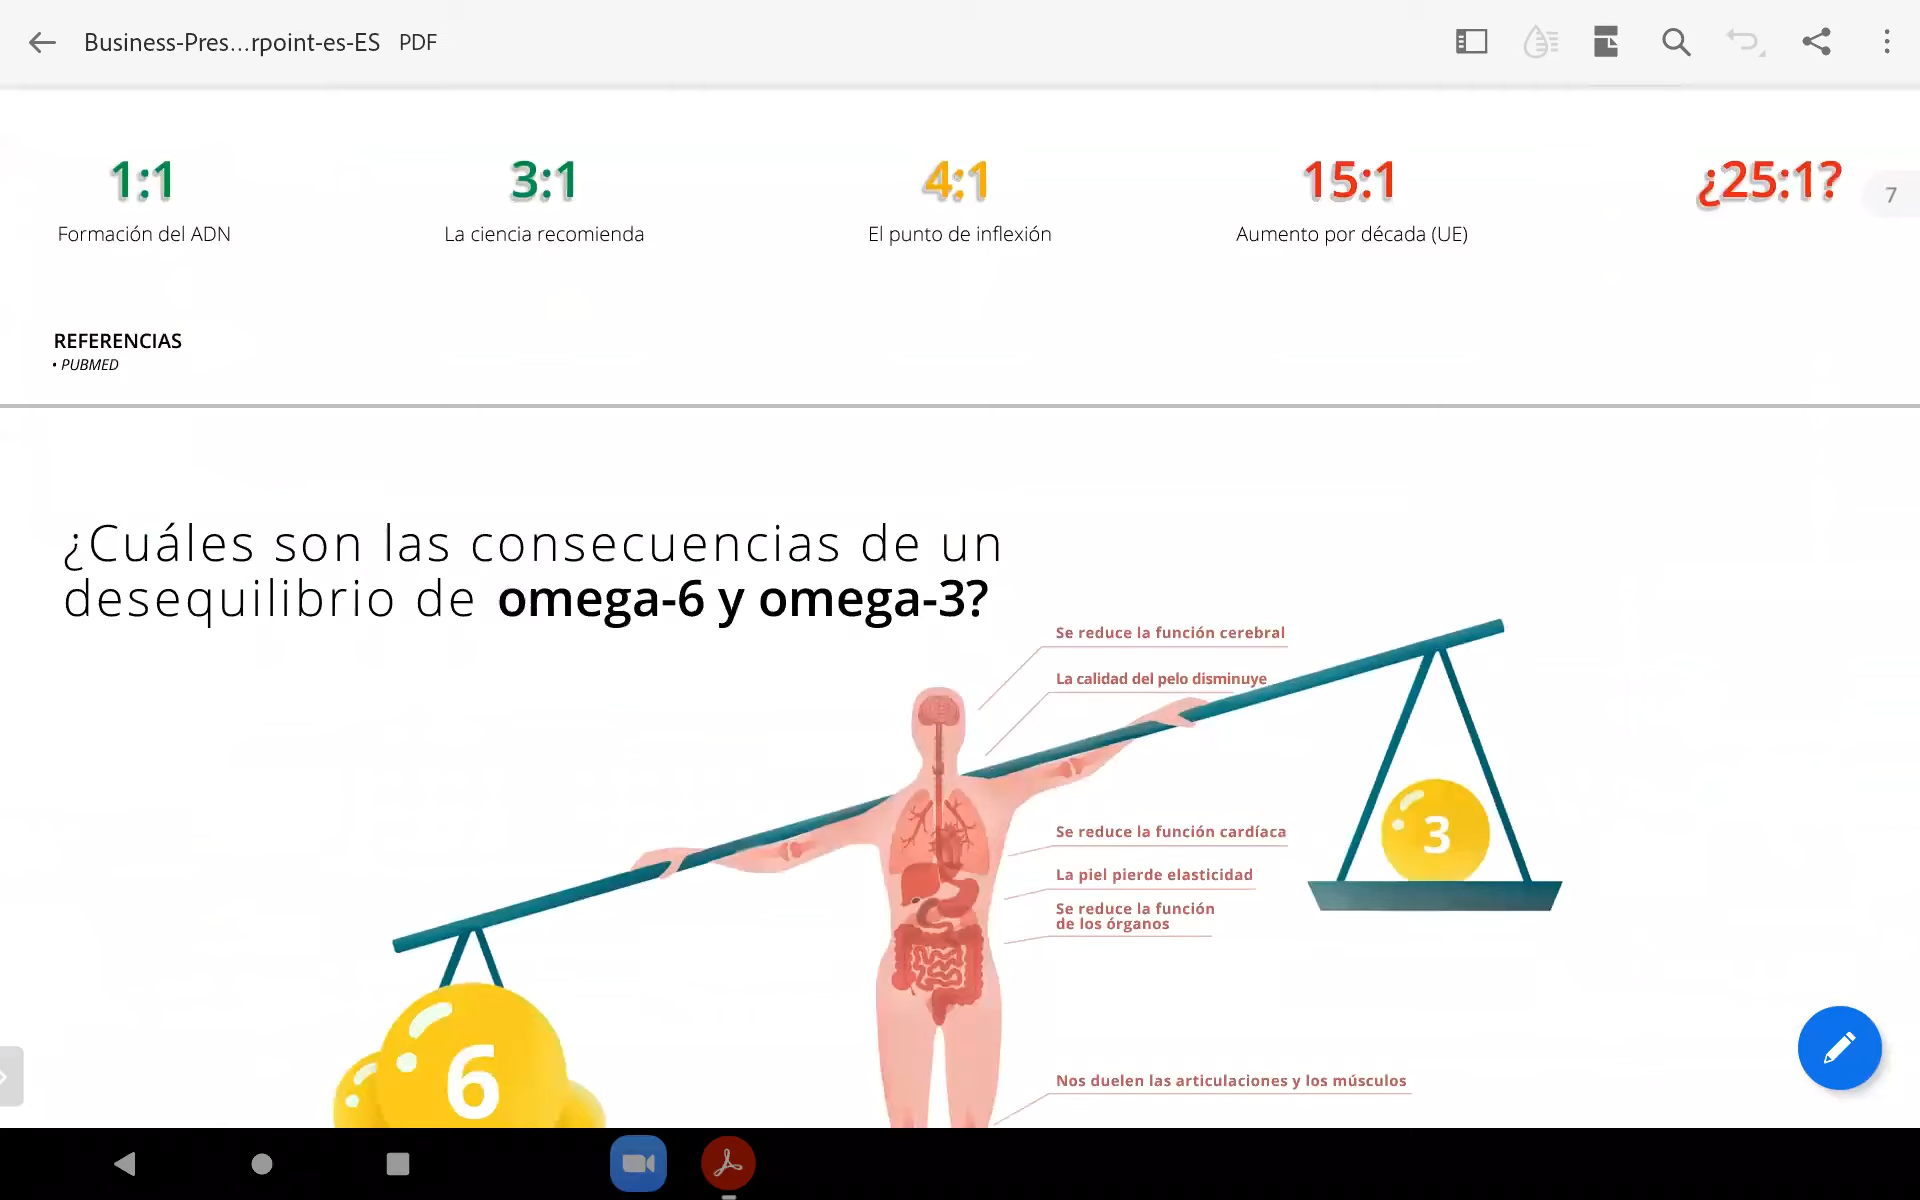 Business-Pres...rpoint-es-ES PDF
1:1
3:1
4:1
15:1
¿25:1?
7
Formación del ADN
La ciencia recomienda
El punto de inflexión
Aumento por década (UE)
REFERENCIAS
• PUBMED
¿Cuáles son las consecuencias de un
desequilibrio de omega-6 y omega-3?
Se reduce la función cerebral
La calidad del pelo disminuye
Se reduce la función cardíaca
3
La piel pierde elasticidad
Se reduce la función
de los órganos
6
Nos duelen las articulaciones y los músculos